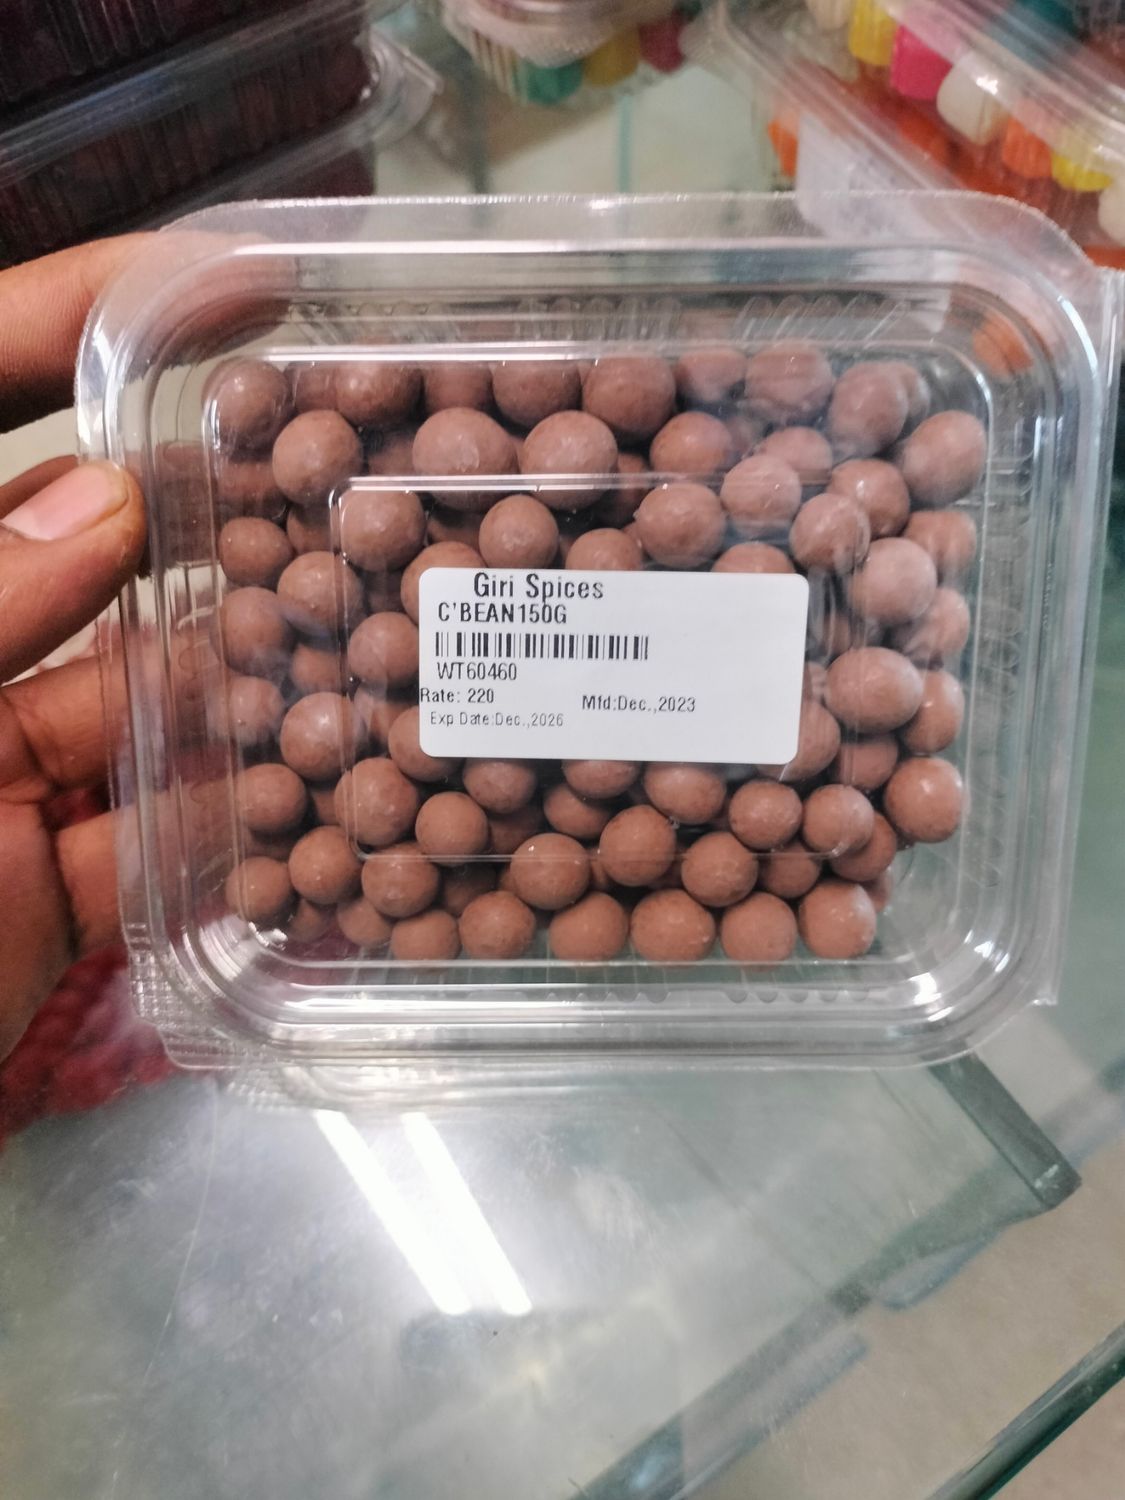 Giri Spices
C'BEAN150G
WT60460
Rate: 220
Mfd:Dec.,2023
Exp Date:Dec.,2026